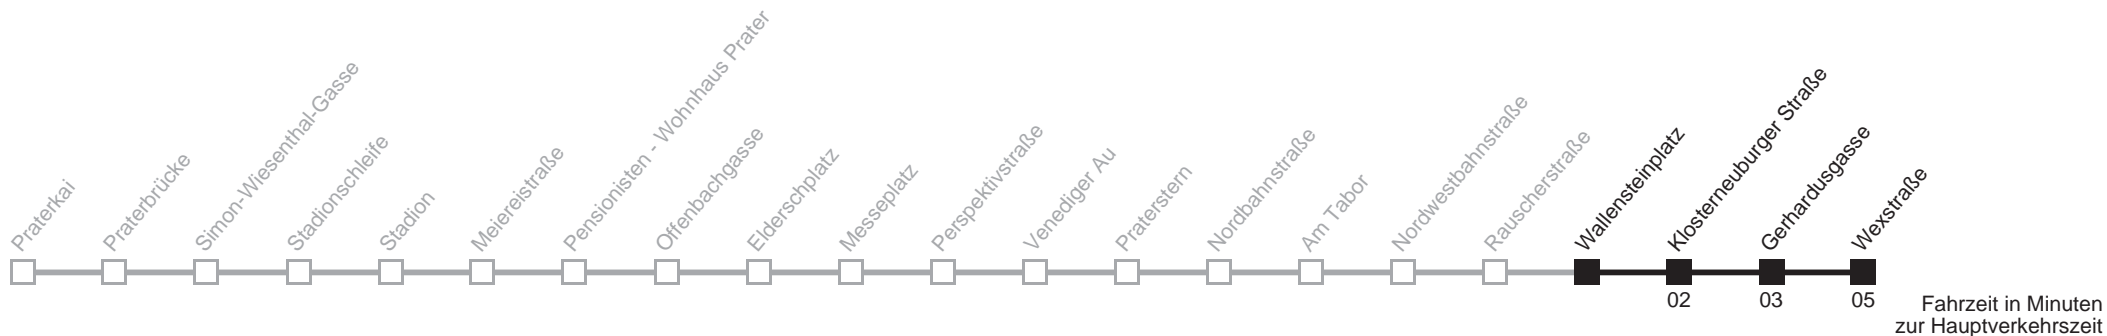 Praterkai
Praterbrücke
Simon-Wiesenthal-Gasse
Stadionschleife
Stadion
Meiereistraße
Pensionisten - Wohnhaus Prater
Offenbachgasse
Elderschplatz
Messeplatz
Perspektivstraße
Venediger Au
Praterstern
Nordbahnstraße
Am Tabor
Nordwestbahnstraße
Rauscherstraße
Wallensteinplatz
Klosterneuburger Straße
Gerhardusgasse
Wexstraße
02
03
05
Fahrzeit in Minuten
zur Hauptverkehrszeit